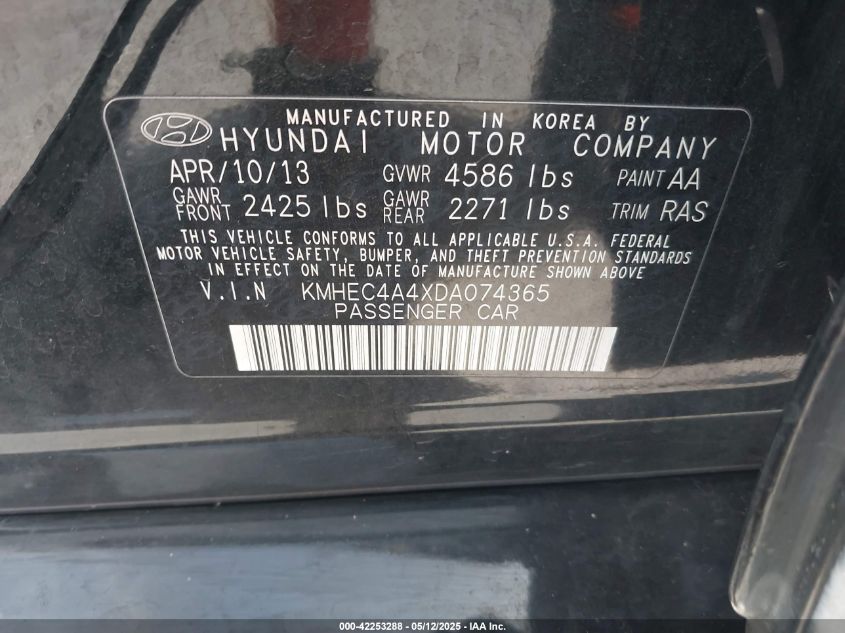 MANUFACTURED IN KOREA BY
HYUNDAI MOTOR COMPANY
APR/10/13 GVWR 4586 lbs PAINT AA
GAWR FRONT 2425 lbs GAWR REAR 2271 lbs TRIM RAS
THIS VEHICLE CONFORMS TO ALL APPLICABLE U.S.A. FEDERAL
MOTOR VEHICLE SAFETY, BUMPER, AND THEFT PREVENTION STANDARDS
IN EFFECT ON THE DATE OF MANUFACTURE SHOWN ABOVE
V.I.N KMHEC4A4XDA074365
PASSENGER CAR
000-42253288 - 05/12/2025 - IAA Inc.